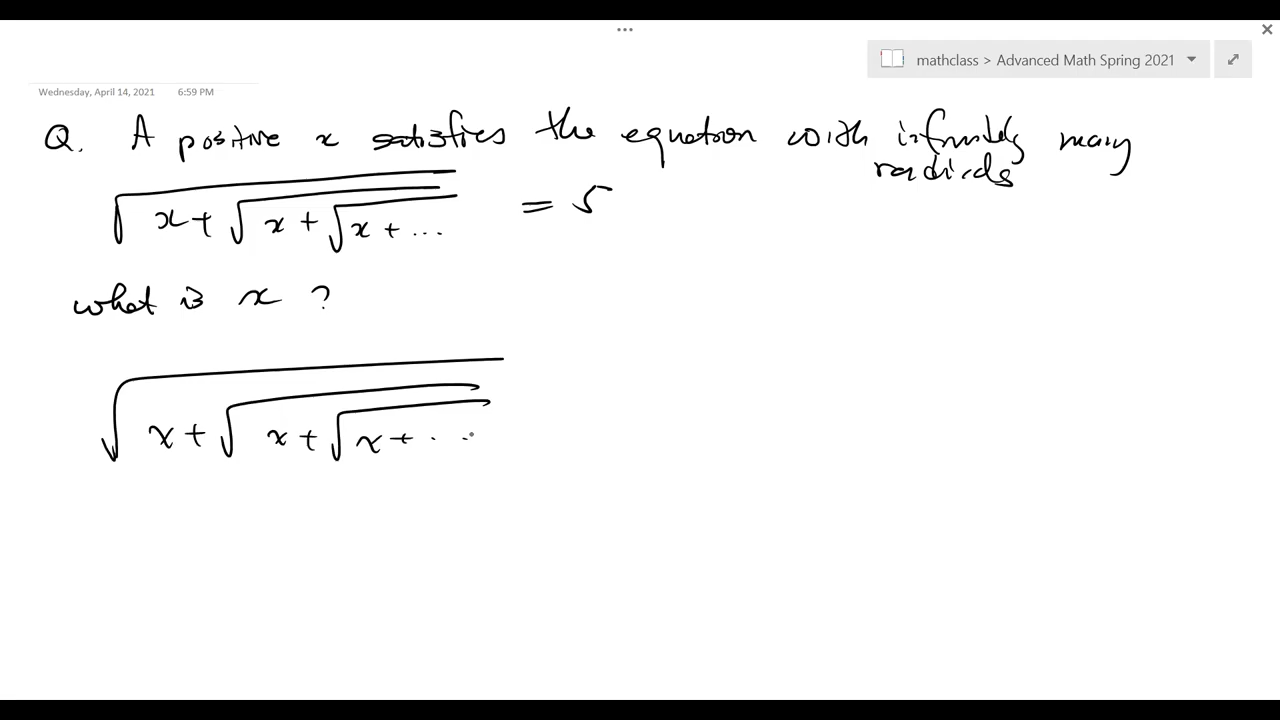 mathclass > Advanced Math Spring 2021
Wednesday, April 14, 2021 6:59 PM
Q. A positive x satisfies the equation with infinitely many
radicals
√(x + √(x + √(x + ... = 5
what is x ?
√(x + √(x + √(x + ...